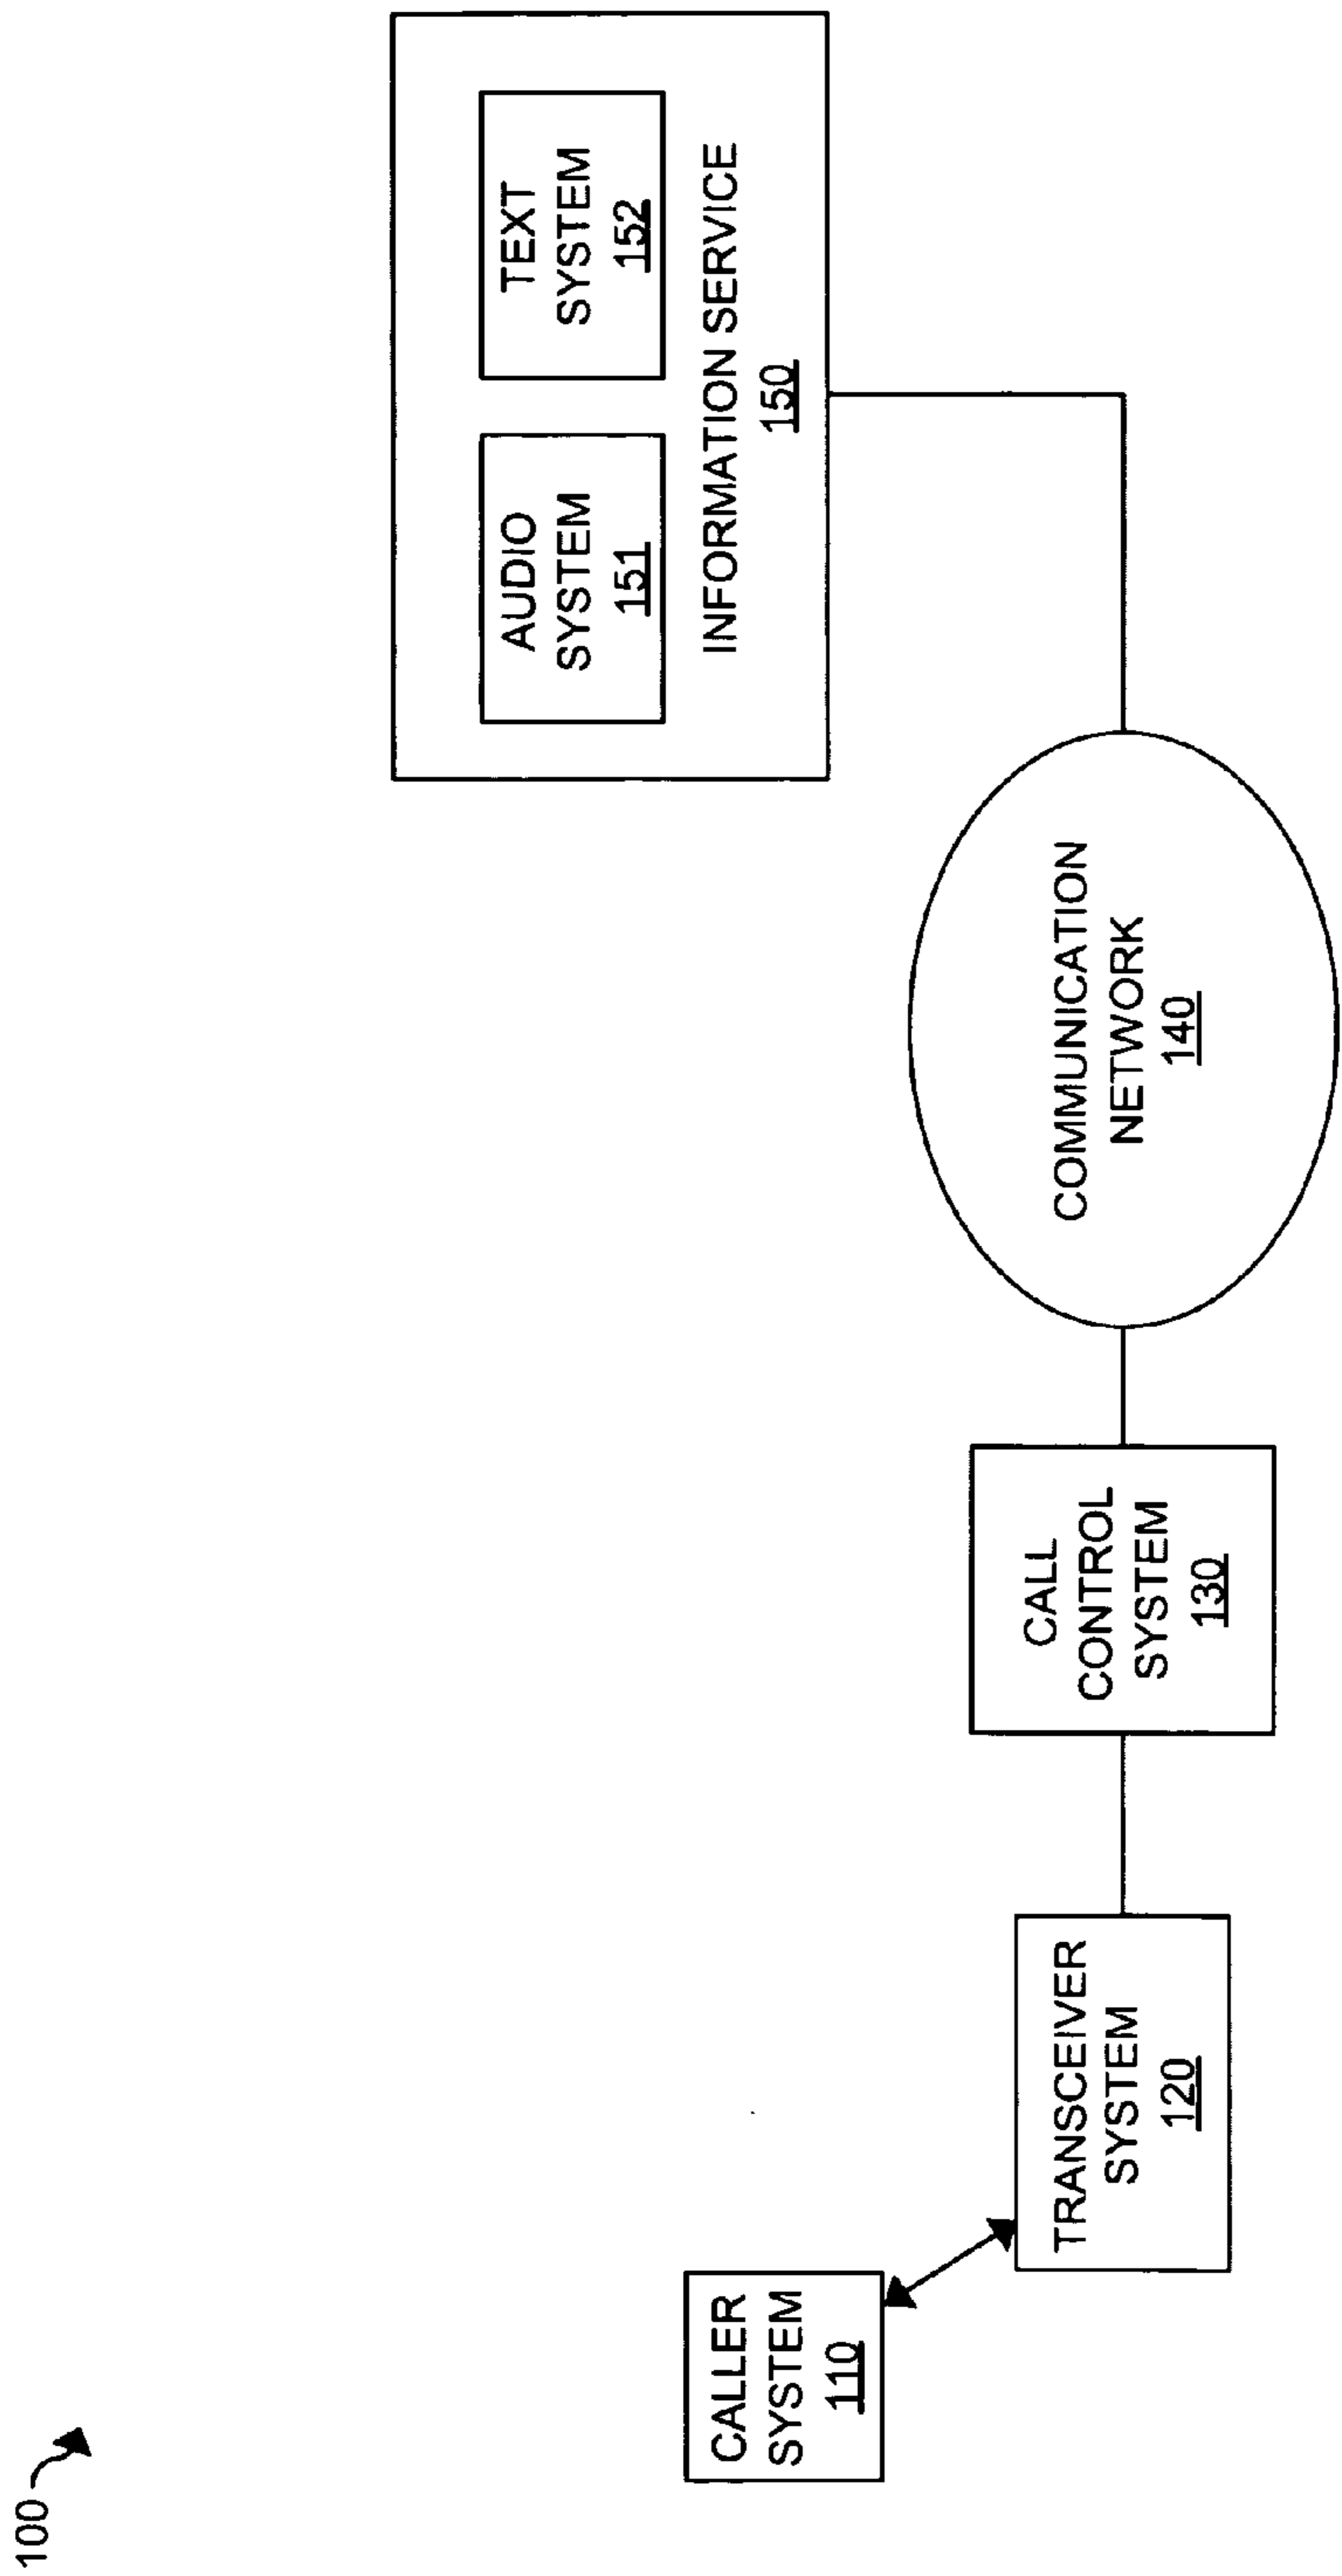 100
CALLER
SYSTEM
110
TRANSCEIVER
SYSTEM
120
CALL
CONTROL
SYSTEM
130
COMMUNICATION
NETWORK
140
AUDIO
SYSTEM
151
TEXT
SYSTEM
152
INFORMATION SERVICE
150